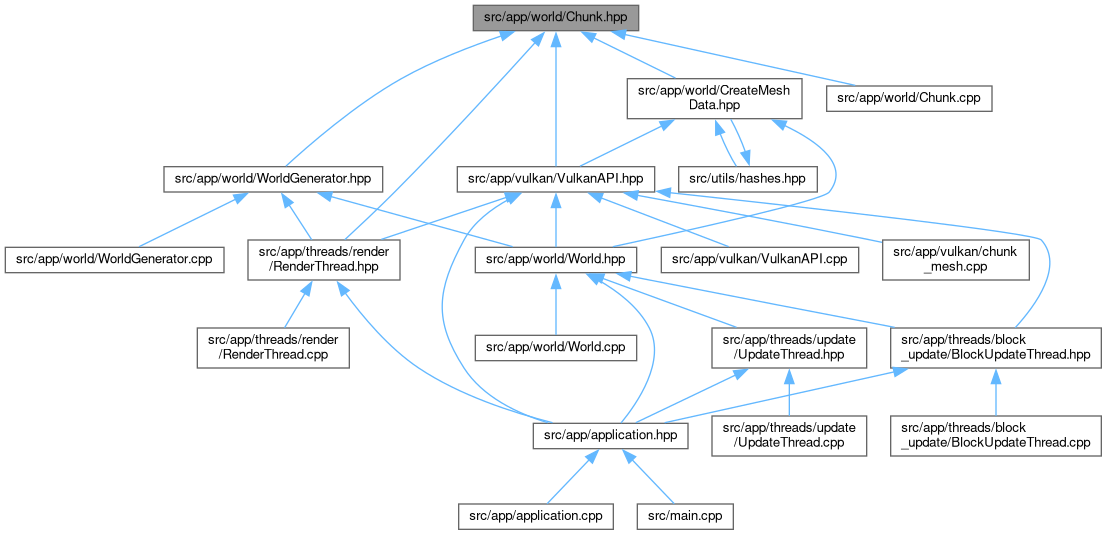 src/app/world/Chunk.hpp
src/app/world/CreateMesh
Data.hpp
src/app/world/Chunk.cpp
src/app/world/WorldGenerator.hpp
src/app/vulkan/VulkanAPI.hpp
src/utils/hashes.hpp
src/app/world/WorldGenerator.cpp
src/app/threads/render
/RenderThread.hpp
src/app/world/World.hpp
src/app/vulkan/VulkanAPI.cpp
src/app/vulkan/chunk
_mesh.cpp
src/app/threads/render
/RenderThread.cpp
src/app/world/World.cpp
src/app/threads/update
/UpdateThread.hpp
src/app/threads/block
_update/BlockUpdateThread.hpp
src/app/application.hpp
src/app/threads/update
/UpdateThread.cpp
src/app/threads/block
_update/BlockUpdateThread.cpp
src/app/application.cpp
src/main.cpp